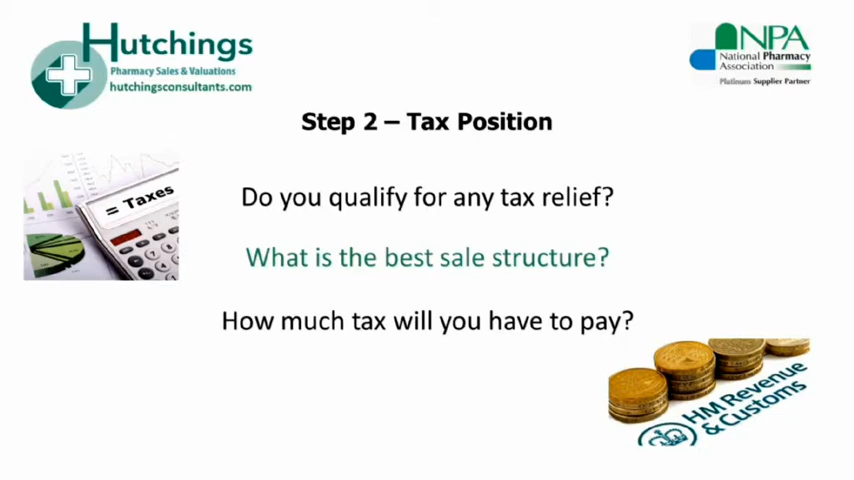 Hutchings
Pharmacy Sales & Valuations
hutchingsconsultants.com
NPA
National Pharmacy
Association
Platinum Supplier Partner
Step 2 – Tax Position
= Taxes
Do you qualify for any tax relief?
What is the best sale structure?
How much tax will you have to pay?
HM Revenue
& Customs